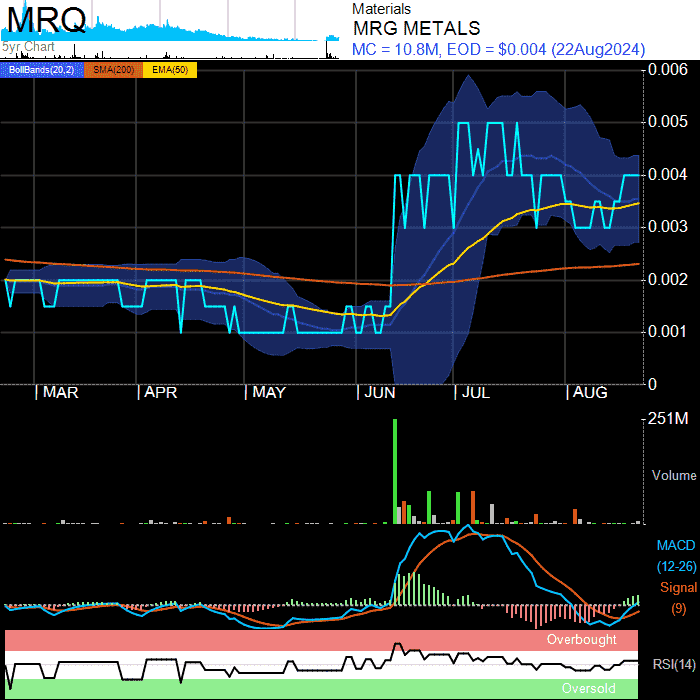 MRQ
5yr Chart
Materials
MRG METALS
MC = 10.8M, EOD = $0.004 (22Aug2024)
BollBands(20,2) SMA(200) EMA(50)
0.006
0.005
0.004
0.003
0.002
0.001
0
MAR APR MAY JUN JUL AUG
251M
Volume
MACD
(12-26)
Signal
(9)
Overbought
RSI(14)
Oversold